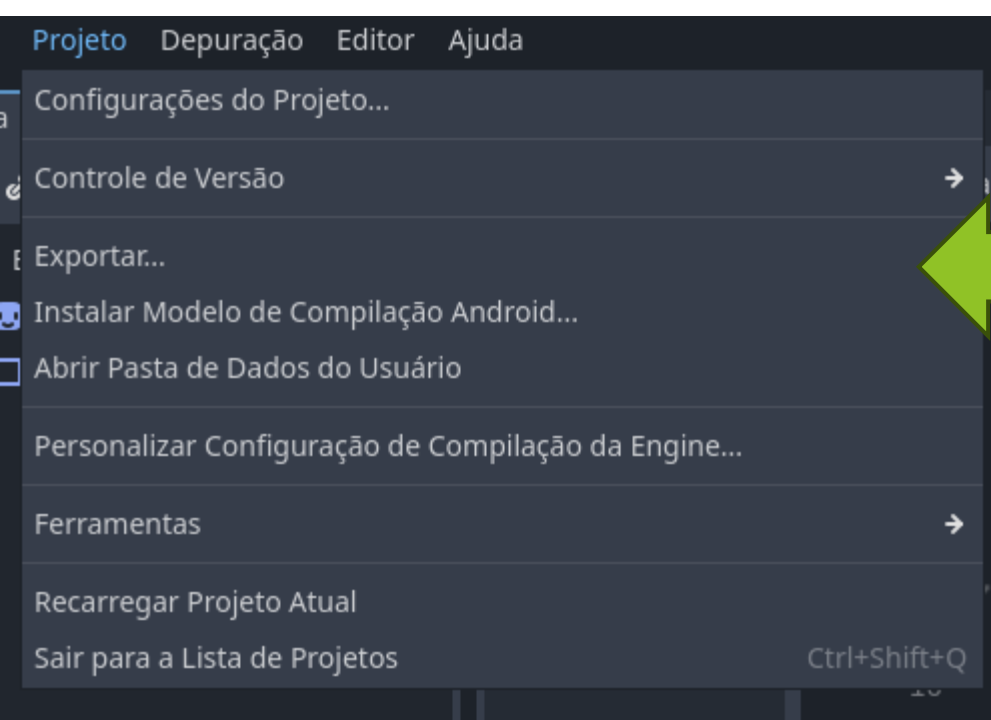 Projeto Depuração Editor Ajuda
Configurações do Projeto...
Controle de Versão
Exportar...
Instalar Modelo de Compilação Android...
Abrir Pasta de Dados do Usuário
Personalizar Configuração de Compilação da Engine...
Ferramentas
Recarregar Projeto Atual
Sair para a Lista de Projetos Ctrl+Shift+Q